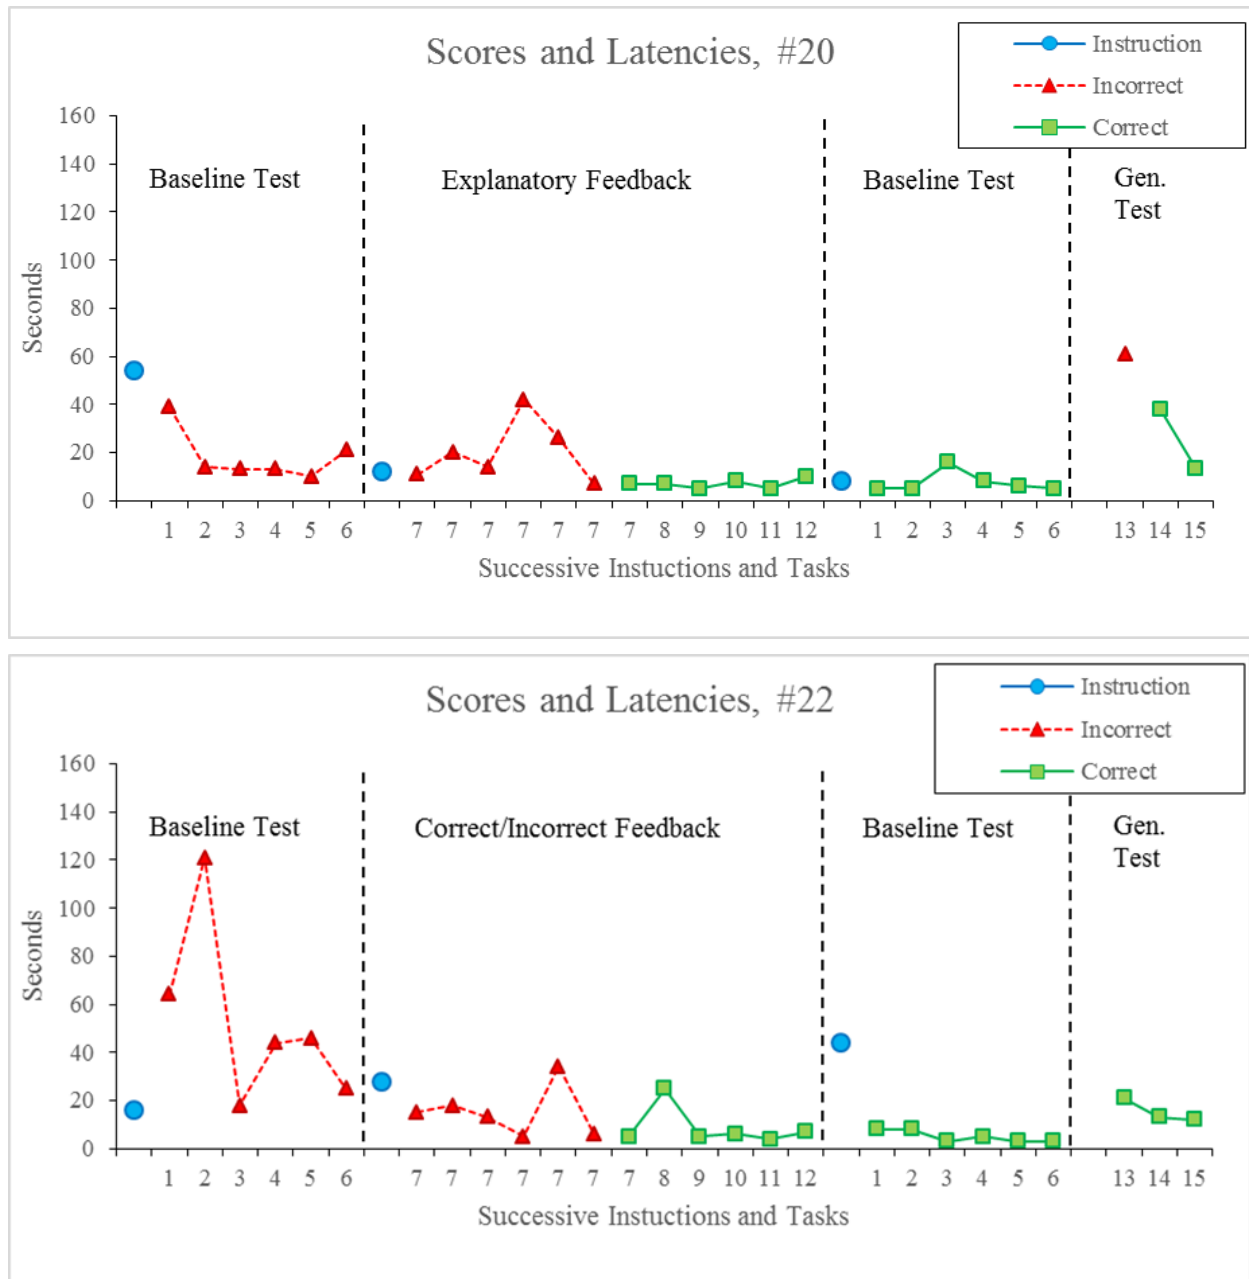 Scores and Latencies, #20
Instruction
Incorrect
Correct
160
140
120
100
80
60
40
20
0
Seconds
Baseline Test
Explanatory Feedback
Baseline Test
Gen.
Test
1 2 3 4 5 6 7 7 7 7 7 7 7 8 9 10 11 12 1 2 3 4 5 6 13 14 15
Successive Instuctions and Tasks
Scores and Latencies, #22
Instruction
Incorrect
Correct
160
140
120
100
80
60
40
20
0
Seconds
Baseline Test
Correct/Incorrect Feedback
Baseline Test
Gen.
Test
1 2 3 4 5 6 7 7 7 7 7 7 7 8 9 10 11 12 1 2 3 4 5 6 13 14 15
Successive Instuctions and Tasks